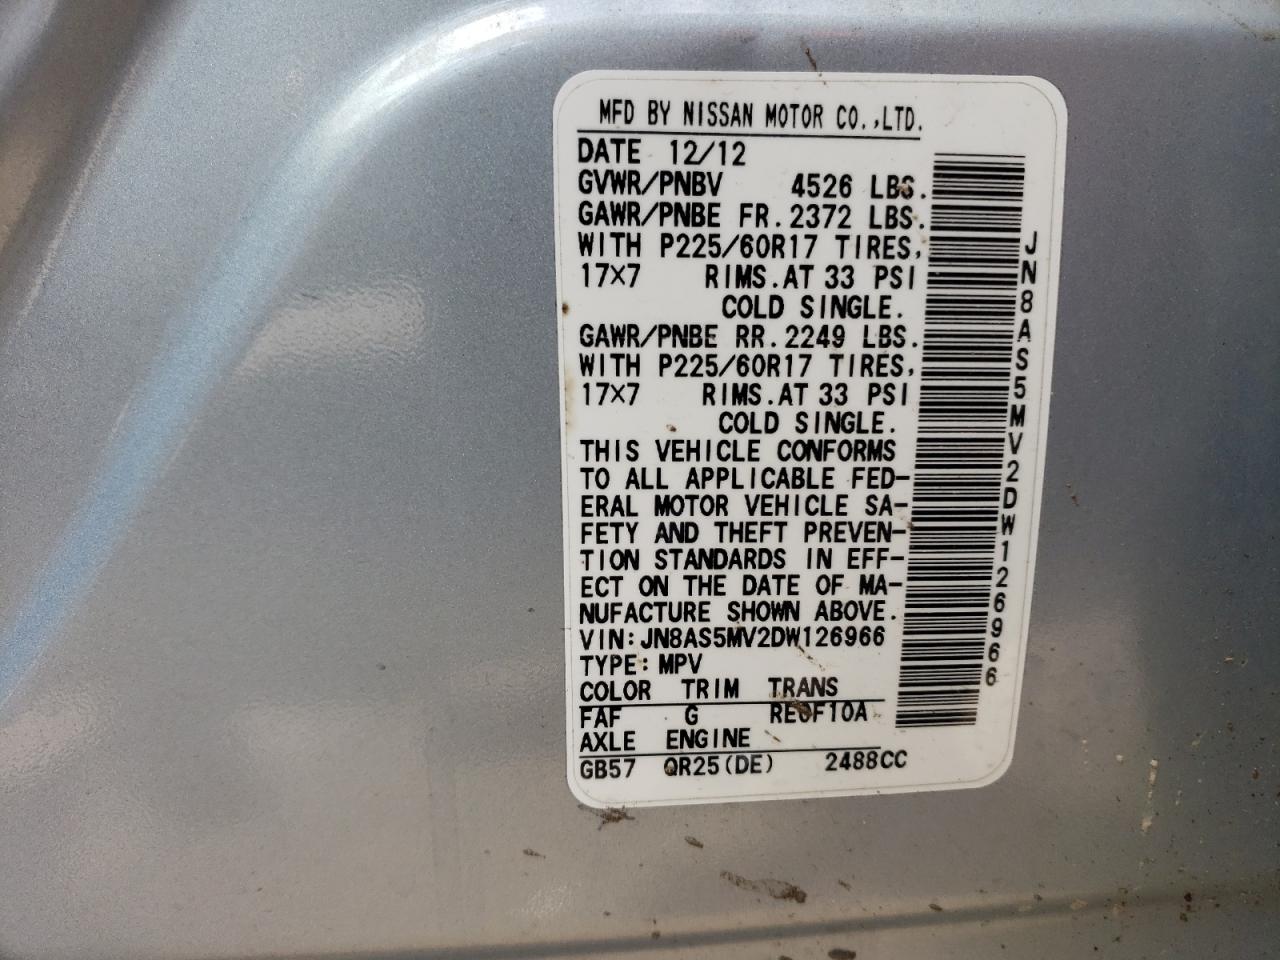 MFD BY NISSAN MOTOR CO.,LTD.
DATE 12/12
GVWR/PNBV 4526 LBS.
GAWR/PNBE FR.2372 LBS.
WITH P225/60R17 TIRES,
17×7 RIMS.AT 33 PSI
COLD SINGLE.
GAWR/PNBE RR.2249 LBS.
WITH P225/60R17 TIRES,
17×7 RIMS.AT 33 PSI
COLD SINGLE.
THIS VEHICLE CONFORMS
TO ALL APPLICABLE FED-
ERAL MOTOR VEHICLE SA-
FETY AND THEFT PREVEN-
TION STANDARDS IN EFF-
ECT ON THE DATE OF MA-
NUFACTURE SHOWN ABOVE.
VIN:JN8AS5MV2DW126966
TYPE:MPV
COLOR TRIM TRANS
FAF G RE0F10A
AXLE ENGINE
GB57 QR25(DE) 2488CC
JN8AS5MV2DW126966